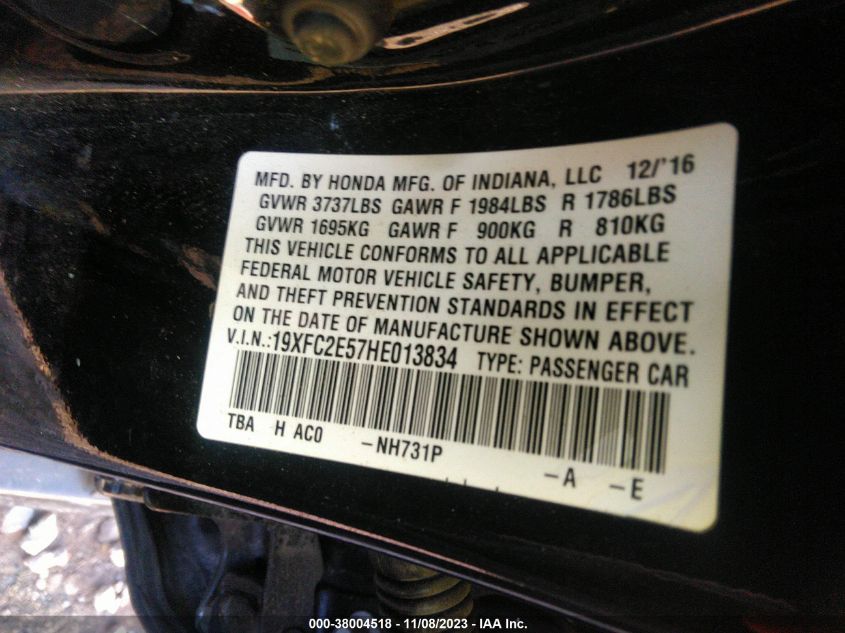 MFD. BY HONDA MFG. OF INDIANA, LLC 12/'16
GVWR 3737LBS GAWR F 1984LBS R 1786LBS
GVWR 1695KG GAWR F 900KG R 810KG
THIS VEHICLE CONFORMS TO ALL APPLICABLE
FEDERAL MOTOR VEHICLE SAFETY, BUMPER,
AND THEFT PREVENTION STANDARDS IN EFFECT
ON THE DATE OF MANUFACTURE SHOWN ABOVE.
V.I.N.:19XFC2E57HE013834 TYPE: PASSENGER CAR
TBA H AC0 -NH731P -A -E
000-38004518 - 11/08/2023 - IAA Inc.